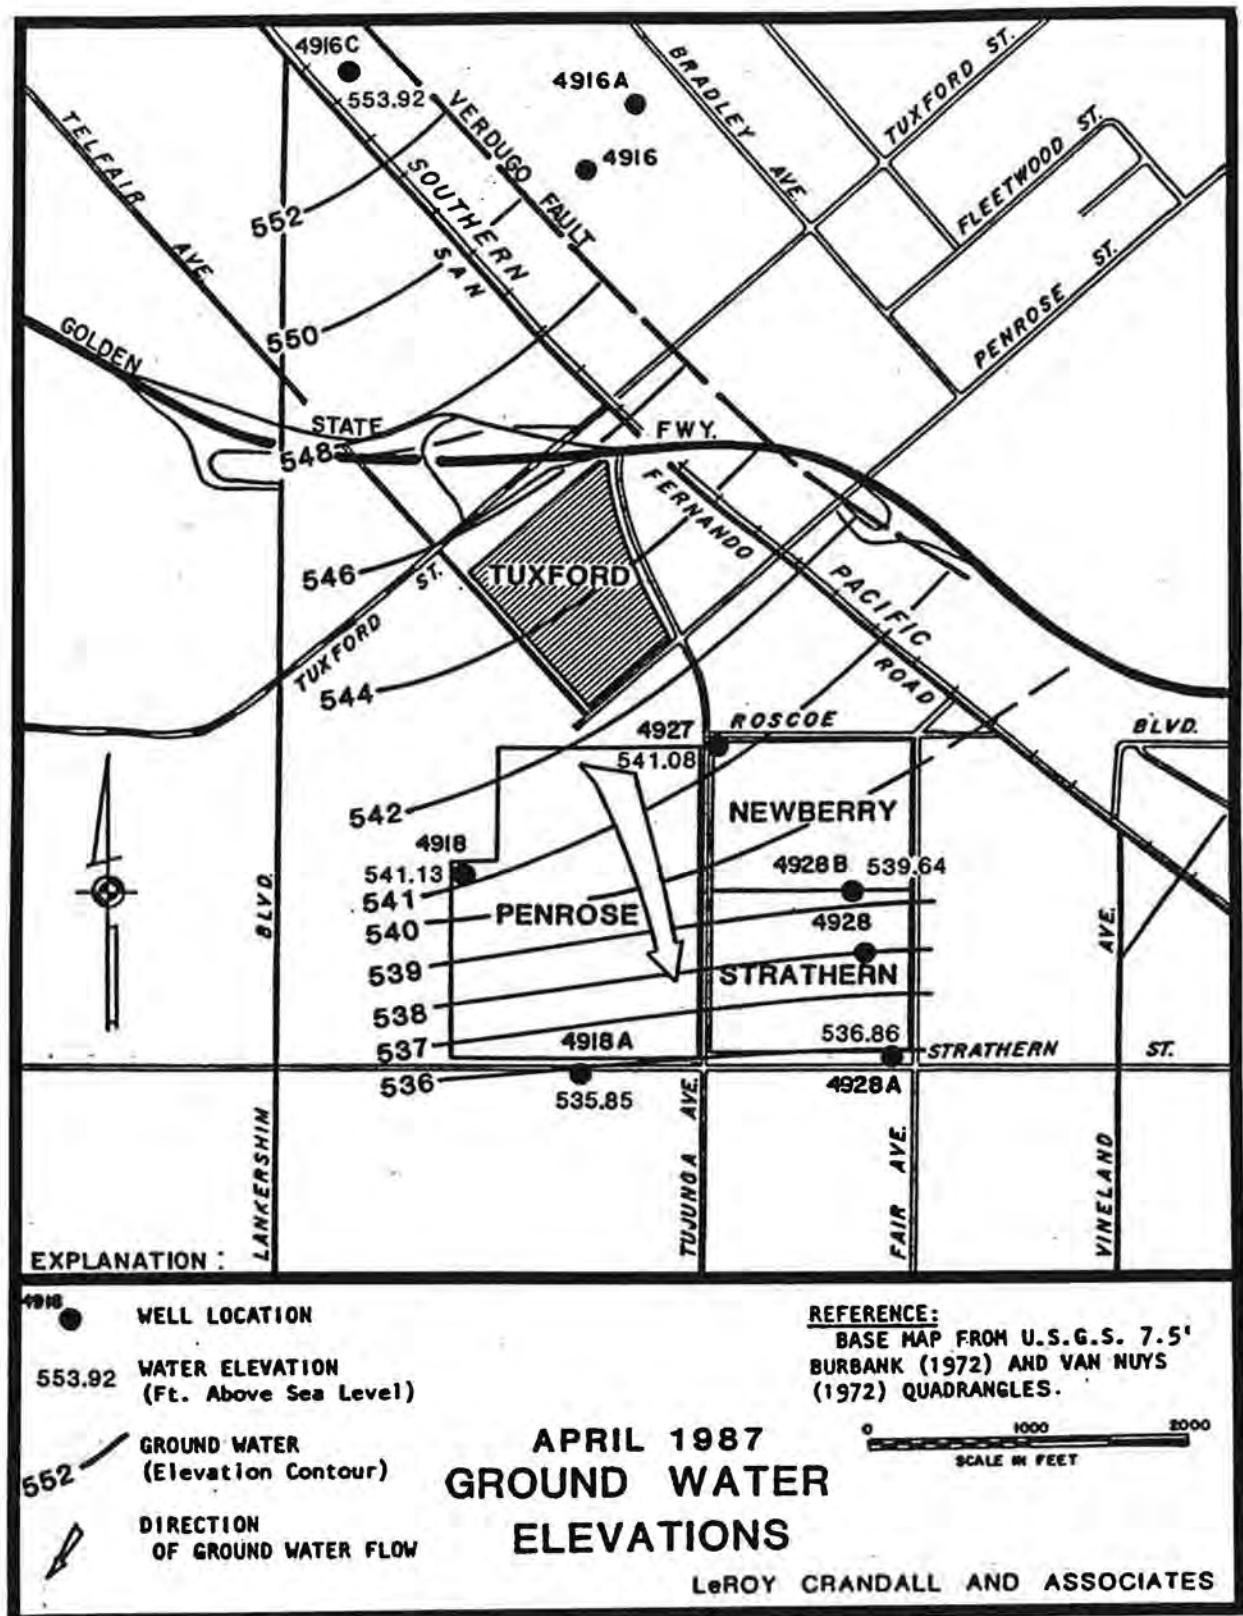 4916C
553.92
4916A
4916
VERDUGO FAULT
BRADLEY AVE.
TUXFORD ST.
FLEETWOOD ST.
PENROSE ST.
TELFAIR AVE.
SOUTHERN
SAN
552
550
GOLDEN
STATE
FWY.
548
FERNANDO
PACIFIC
ROAD
546
TUXFORD
TUXFORD ST.
544
4927
541.08
ROSCOE
BLVD.
542
NEWBERRY
4918
541.13
4928B
539.64
541
PENROSE
4928
540
539
STRATHERN
538
537
4918A
536.86
STRATHERN ST.
536
535.85
4928A
LANKERSHIM BLVD.
TUJUNGA AVE.
FAIR AVE.
VINELAND AVE.
EXPLANATION :
4918
WELL LOCATION
553.92
WATER ELEVATION
(Ft. Above Sea Level)
552
GROUND WATER
(Elevation Contour)
DIRECTION
OF GROUND WATER FLOW
REFERENCE:
BASE MAP FROM U.S.G.S. 7.5'
BURBANK (1972) AND VAN NUYS
(1972) QUADRANGLES.
0 1000 2000
SCALE IN FEET
APRIL 1987
GROUND WATER
ELEVATIONS
LeROY CRANDALL AND ASSOCIATES